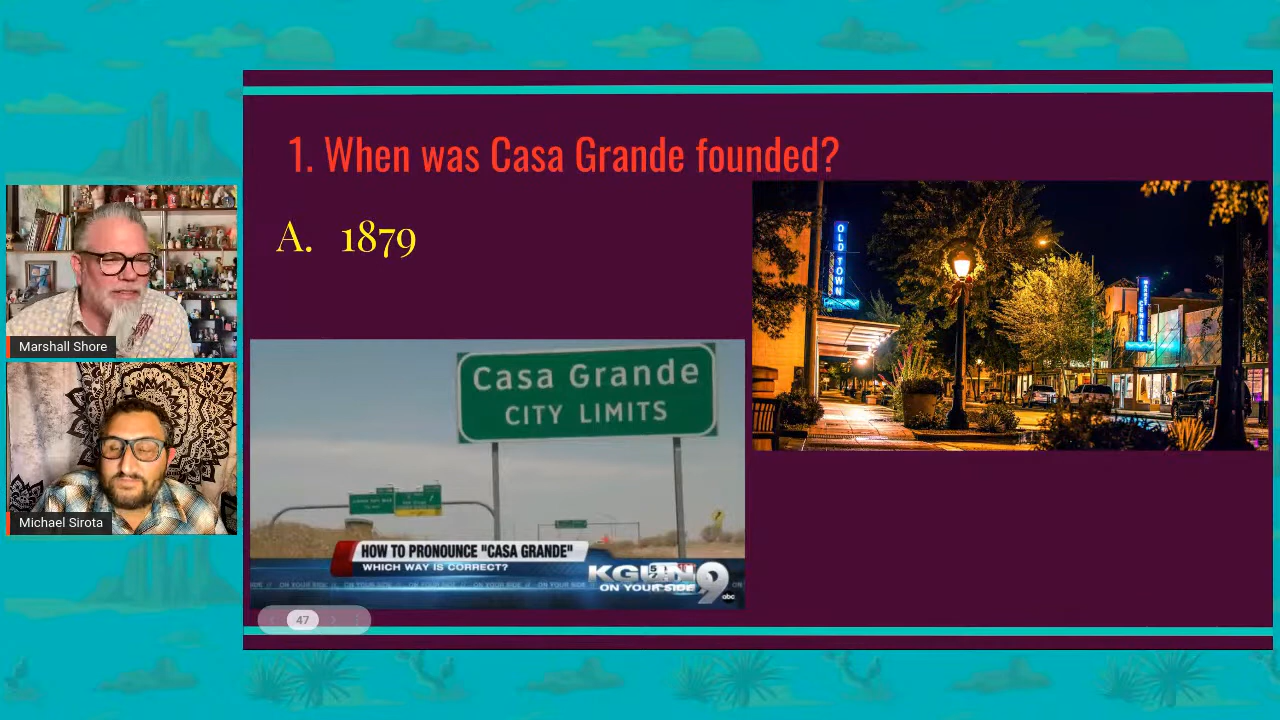 1. When was Casa Grande founded?
A. 1879
OLD TOWN
Casa Grande
CITY LIMITS
HOW TO PRONOUNCE "CASA GRANDE"
WHICH WAY IS CORRECT?
KGUN 9
ON YOUR SIDE
abc
47
Marshall Shore
Michael Sirota